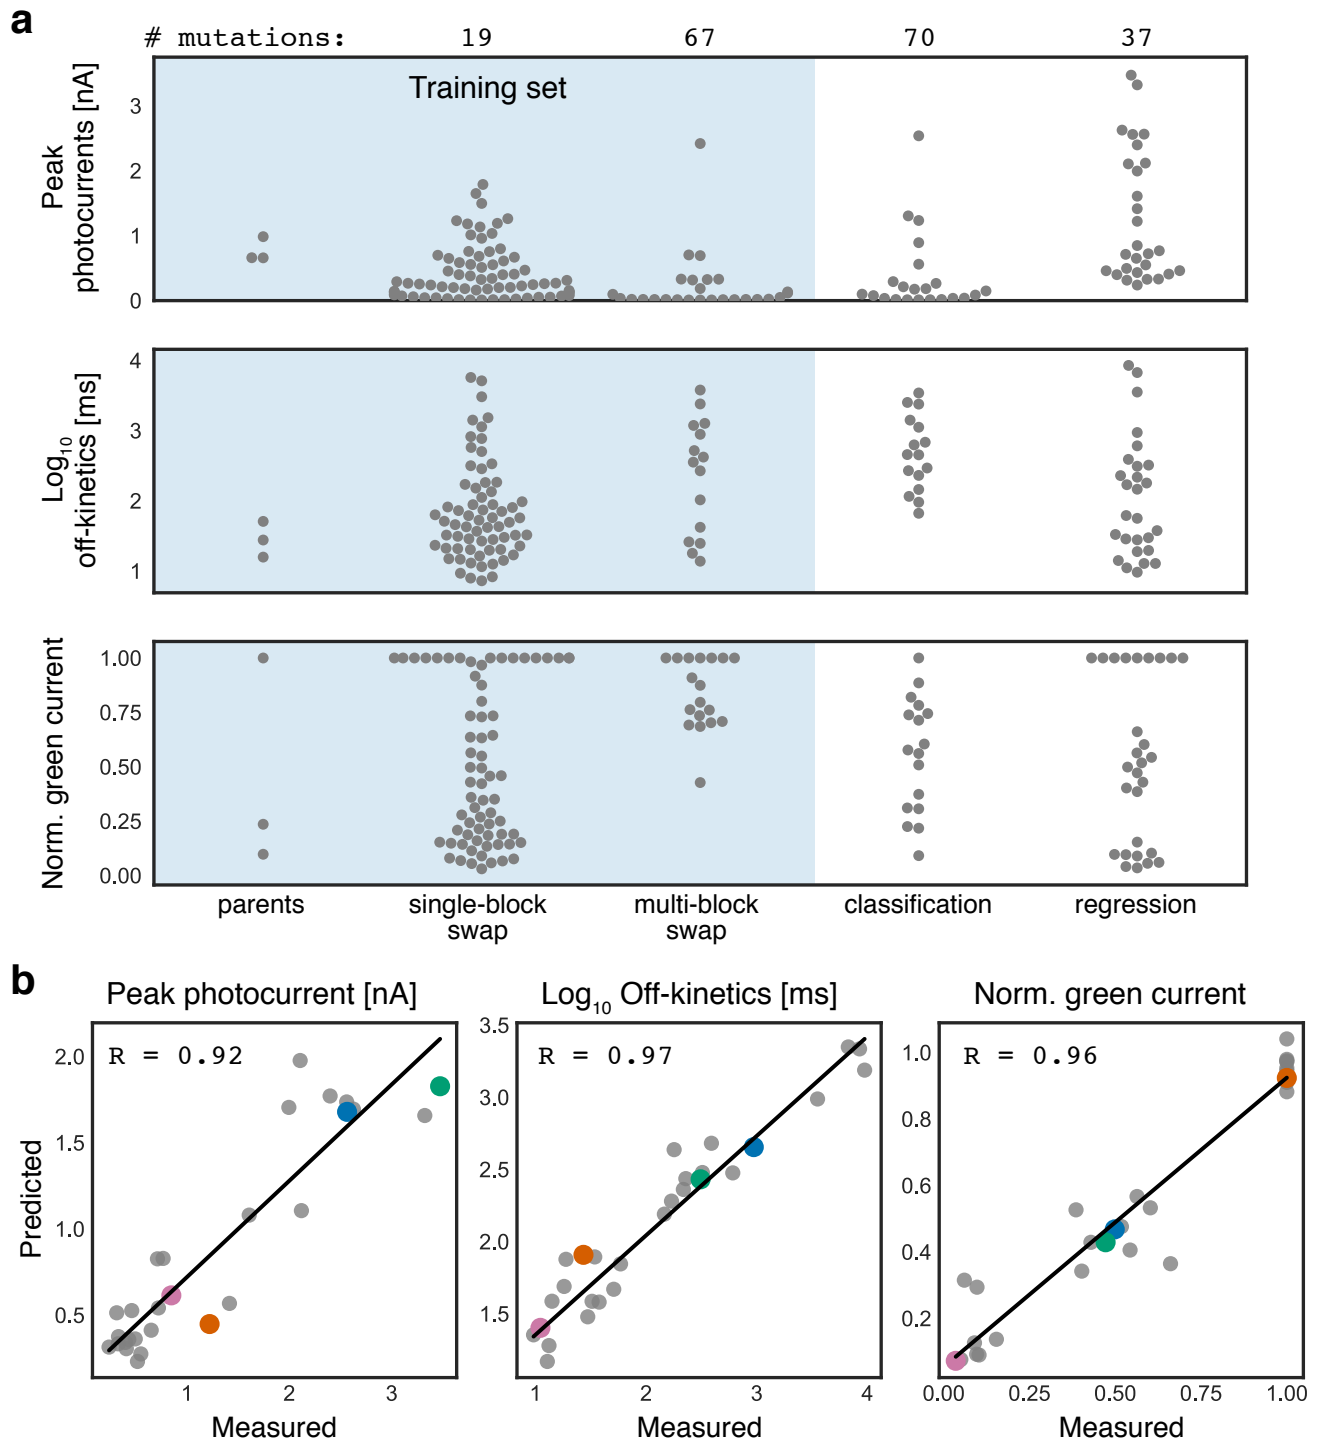 a
# mutations: 19 67 70 37
Training set
Peak
photocurrents [nA]
3
2
1
0
Log10
off-kinetics [ms]
4
3
2
1
Norm. green current
1.00
0.75
0.50
0.25
0.00
parents single-block swap multi-block swap classification regression
b
Peak photocurrent [nA]
R = 0.92
Predicted
2.0
1.5
1.0
0.5
1 2 3
Measured
Log10 Off-kinetics [ms]
R = 0.97
3.5
3.0
2.5
2.0
1.5
1 2 3 4
Measured
Norm. green current
R = 0.96
1.0
0.8
0.6
0.4
0.2
0.00 0.25 0.50 0.75 1.00
Measured